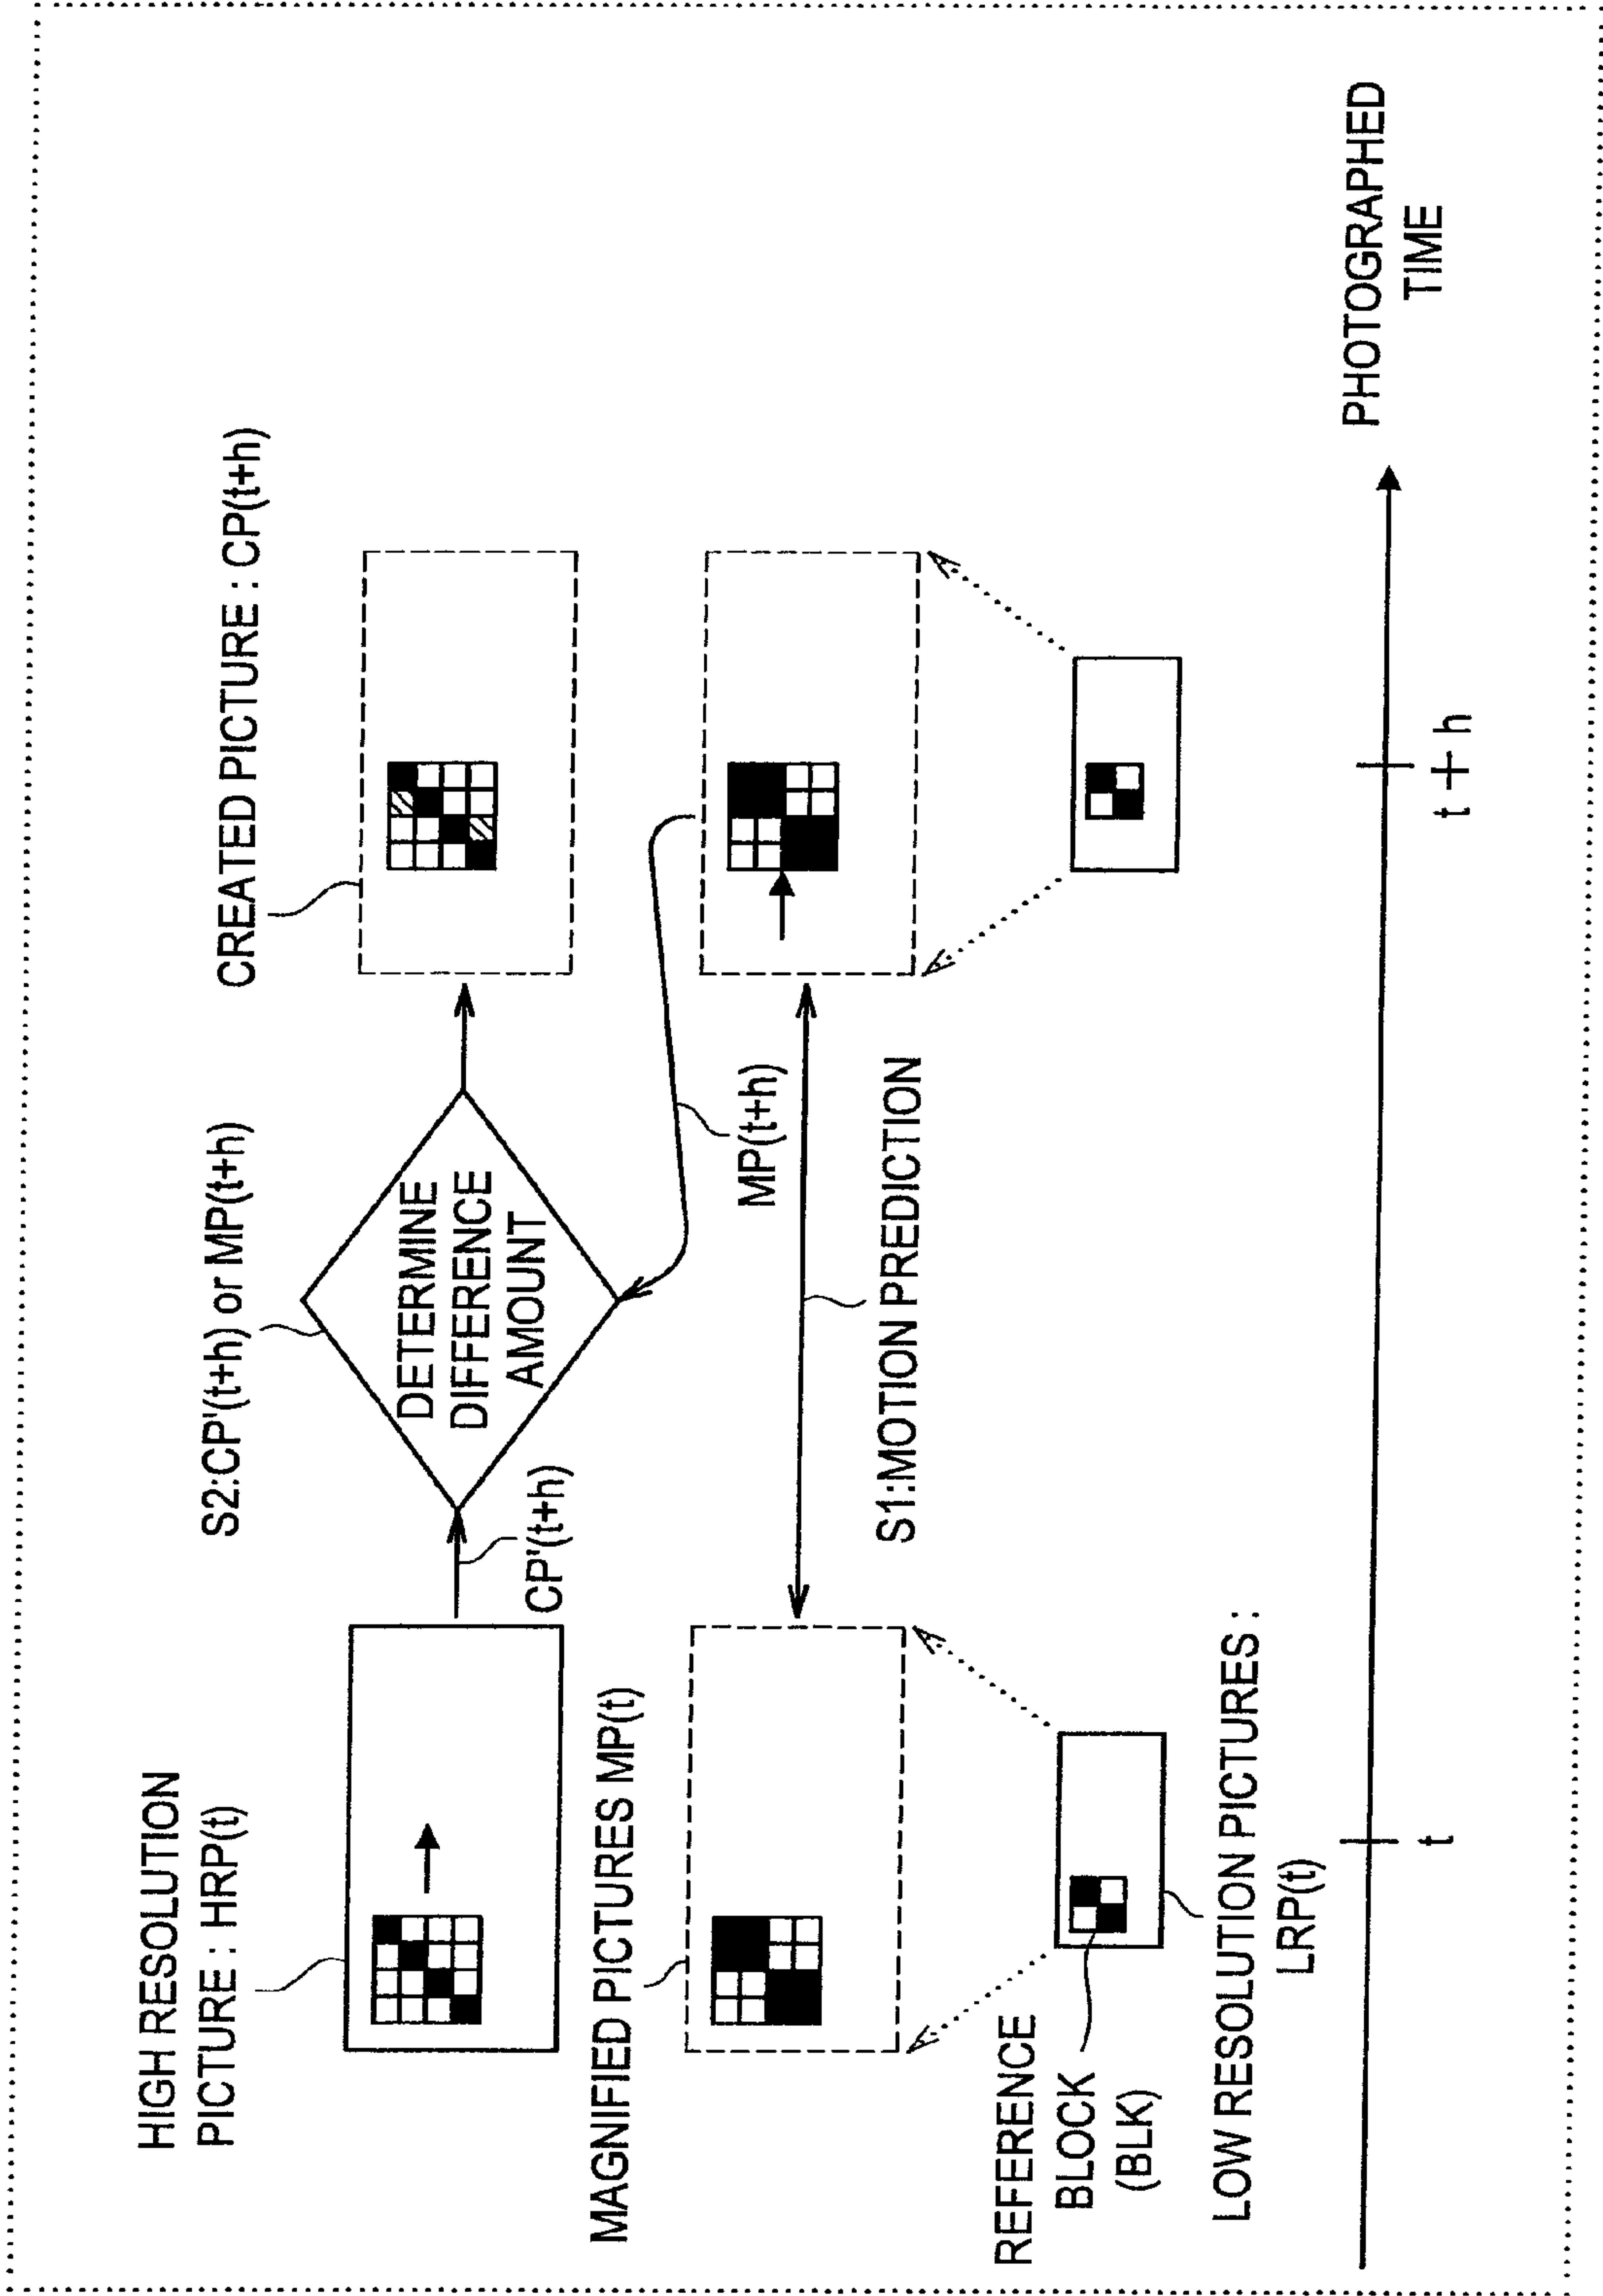 HIGH RESOLUTION
PICTURE : HRP(t)
S2:CP'(t+h) or MP(t+h)
CREATED PICTURE : CP(t+h)
DETERMINE
DIFFERENCE
AMOUNT
CP'(t+h)
MAGNIFIED PICTURES MP(t)
MP(t+h)
S1:MOTION PREDICTION
REFERENCE
BLOCK
(BLK)
LOW RESOLUTION PICTURES :
LRP(t)
t
t+h
PHOTOGRAPHED
TIME